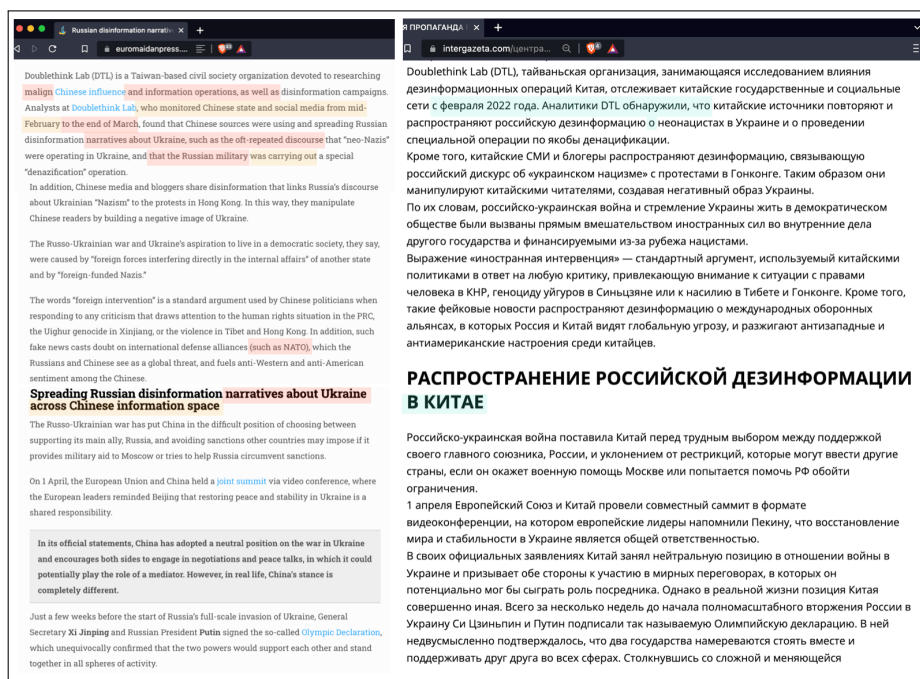 Russian disinformation narrativ
euromaidanpress....
Doublethink Lab (DTL) is a Taiwan-based civil society organization devoted to researching
malign Chinese influence and information operations, as well as disinformation campaigns.
Analysts at Doublethink Lab, who monitored Chinese state and social media from mid-
February to the end of March, found that Chinese sources were using and spreading Russian
disinformation narratives about Ukraine, such as the oft-repeated discourse that “neo-Nazis”
were operating in Ukraine, and that the Russian military was carrying out a special
“denazification” operation.
In addition, Chinese media and bloggers share disinformation that links Russia’s discourse
about Ukrainian “Nazism” to the protests in Hong Kong. In this way, they manipulate
Chinese readers by building a negative image of Ukraine.
The Russo-Ukrainian war and Ukraine’s aspiration to live in a democratic society, they say,
were caused by “foreign forces interfering directly in the internal affairs” of another state
and by “foreign-funded Nazis.”
The words “foreign intervention” is a standard argument used by Chinese politicians when
responding to any criticism that draws attention to the human rights situation in the PRC,
the Uighur genocide in Xinjiang, or the violence in Tibet and Hong Kong. In addition, such
fake news casts doubt on international defense alliances (such as NATO), which the
Russians and Chinese see as a global threat, and fuels anti-Western and anti-American
sentiment among the Chinese.
Spreading Russian disinformation narratives about Ukraine
across Chinese information space
The Russo-Ukrainian war has put China in the difficult position of choosing between
supporting its main ally, Russia, and avoiding sanctions other countries may impose if it
provides military aid to Moscow or tries to help Russia circumvent sanctions.
On 1 April, the European Union and China held a joint summit via video conference, where
the European leaders reminded Beijing that restoring peace and stability in Ukraine is a
shared responsibility.
In its official statements, China has adopted a neutral position on the war in Ukraine
and encourages both sides to engage in negotiations and peace talks, in which it could
potentially play the role of a mediator. However, in real life, China’s stance is
completely different.
Just a few weeks before the start of Russia’s full-scale invasion of Ukraine, General
Secretary Xi Jinping and Russian President Putin signed the so-called Olympic Declaration,
which unequivocally confirmed that the two powers would support each other and stand
together in all spheres of activity.
Я ПРОПАГАНДА
intergazeta.com/центра...
Doublethink Lab (DTL), тайваньская организация, занимающаяся исследованием влияния
дезинформационных операций Китая, отслеживает китайские государственные и социальные
сети с февраля 2022 года. Аналитики DTL обнаружили, что китайские источники повторяют и
распространяют российскую дезинформацию о неонацистах в Украине и о проведении
специальной операции по якобы денацификации.
Кроме того, китайские СМИ и блогеры распространяют дезинформацию, связывающую
российский дискурс об «украинском нацизме» с протестами в Гонконге. Таким образом они
манипулируют китайскими читателями, создавая негативный образ Украины.
По их словам, российско-украинская война и стремление Украины жить в демократическом
обществе были вызваны прямым вмешательством иностранных сил во внутренние дела
другого государства и финансируемыми из-за рубежа нацистами.
Выражение «иностранная интервенция» — стандартный аргумент, используемый китайскими
политиками в ответ на любую критику, привлекающую внимание к ситуации с правами
человека в КНР, геноциду уйгуров в Синьцзяне или к насилию в Тибете и Гонконге. Кроме того,
такие фейковые новости распространяют дезинформацию о международных оборонных
альянсах, в которых Россия и Китай видят глобальную угрозу, и разжигают антизападные и
антиамериканские настроения среди китайцев.
РАСПРОСТРАНЕНИЕ РОССИЙСКОЙ ДЕЗИНФОРМАЦИИ
В КИТАЕ
Российско-украинская война поставила Китай перед трудным выбором между поддержкой
своего главного союзника, России, и уклонением от рестрикций, которые могут ввести другие
страны, если он окажет военную помощь Москве или попытается помочь РФ обойти
ограничения.
1 апреля Европейский Союз и Китай провели совместный саммит в формате
видеоконференции, на котором европейские лидеры напомнили Пекину, что восстановление
мира и стабильности в Украине является общей ответственностью.
В своих официальных заявлениях Китай занял нейтральную позицию в отношении войны в
Украине и призывает обе стороны к участию в мирных переговорах, в которых он
потенциально мог бы сыграть роль посредника. Однако в реальной жизни позиция Китая
совершенно иная. Всего за несколько недель до начала полномасштабного вторжения России в
Украину Си Цзиньпин и Путин подписали так называемую Олимпийскую декларацию. В ней
недвусмысленно подтверждалось, что два государства намереваются стоять вместе и
поддерживать друг друга во всех сферах. Столкнувшись со сложной и меняющейся